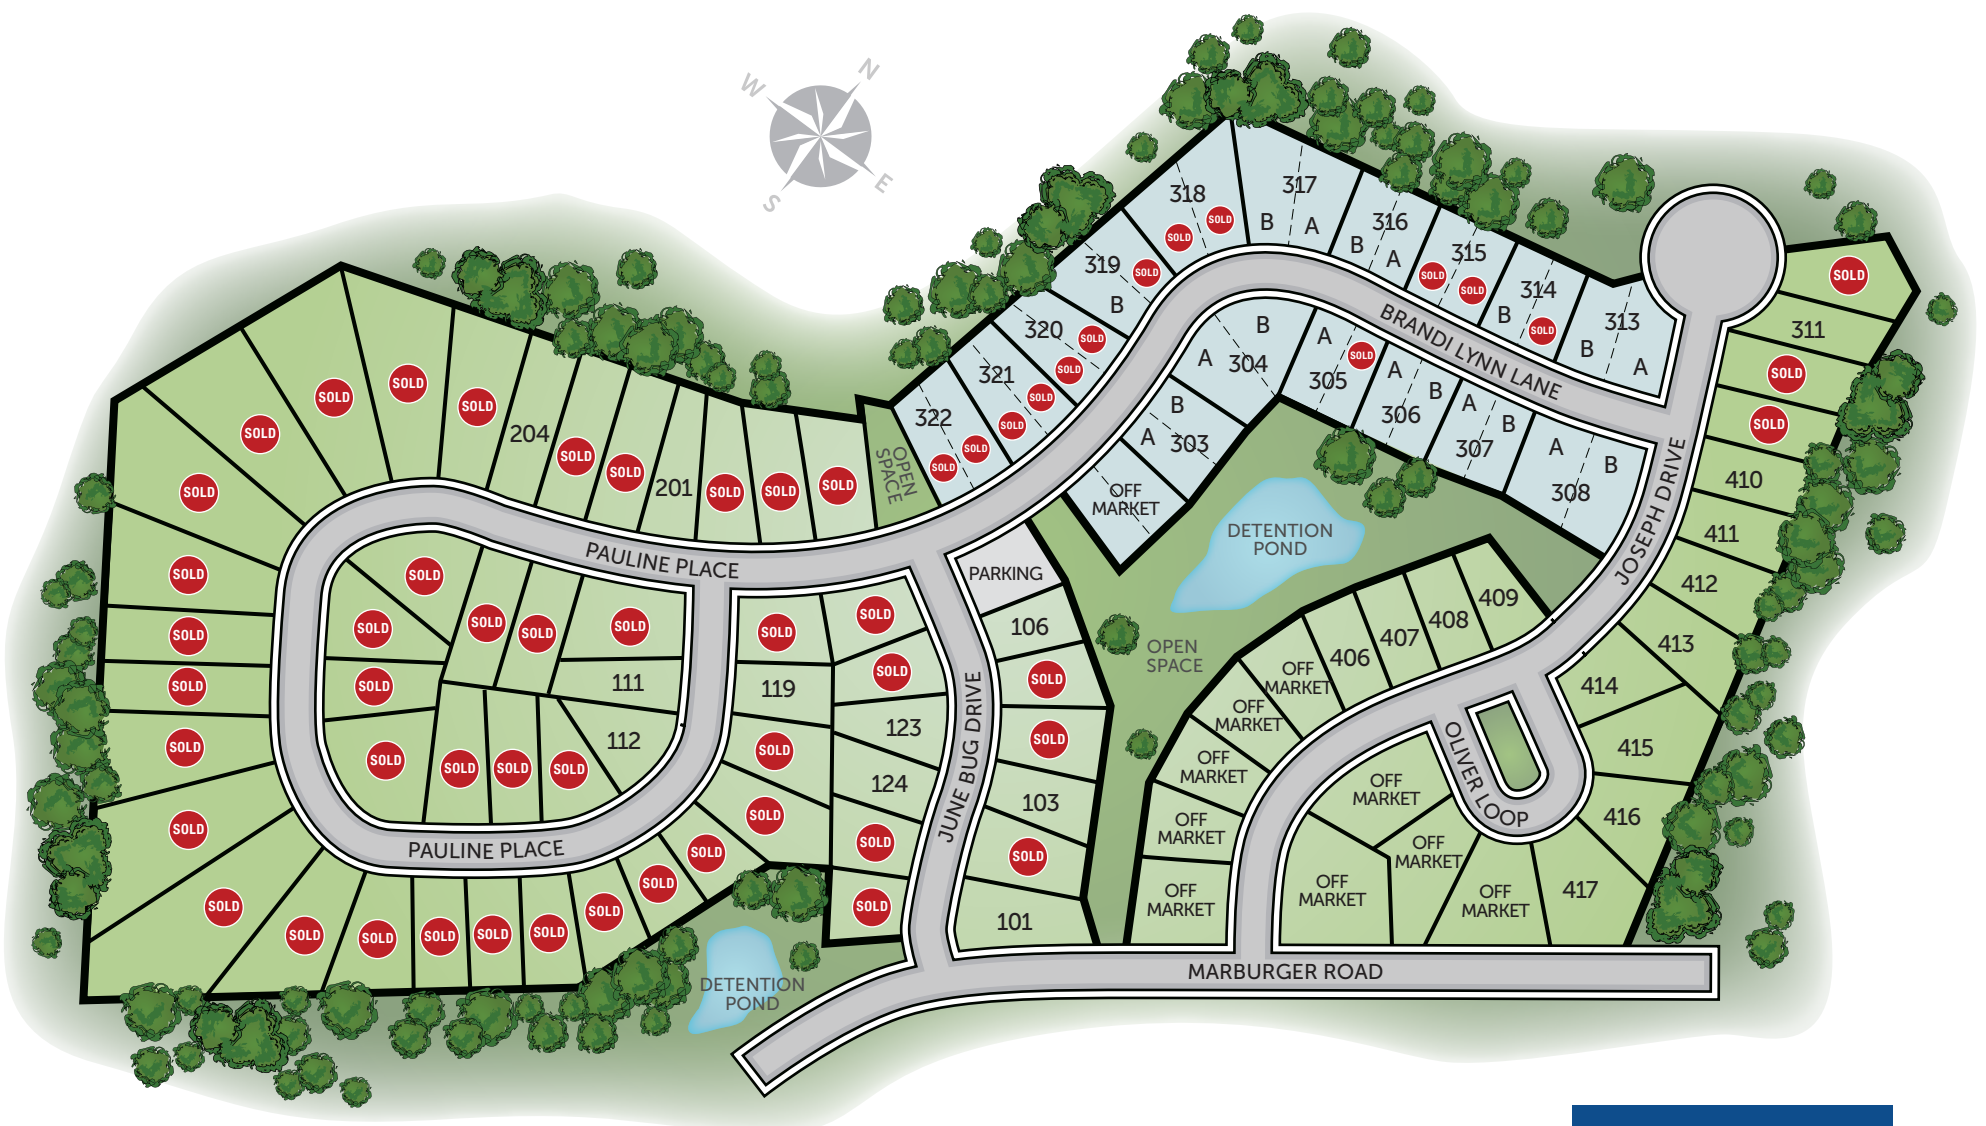 N
W
E
S
318
SOLD
SOLD
317
B
A
316
B
A
315
SOLD
SOLD
314
B
SOLD
313
B
A
SOLD
311
SOLD
SOLD
319
SOLD
B
320
SOLD
SOLD
321
SOLD
SOLD
322
SOLD
SOLD
BRANDI LYNN LANE
B
A
304
A
SOLD
305
A
B
306
A
B
307
A
B
308
B
A
303
OFF
MARKET
OPEN
SPACE
SOLD
SOLD
SOLD
SOLD
SOLD
204
SOLD
SOLD
201
SOLD
SOLD
SOLD
SOLD
SOLD
SOLD
SOLD
SOLD
SOLD
SOLD
PAULINE PLACE
SOLD
SOLD
SOLD
SOLD
SOLD
SOLD
111
SOLD
SOLD
SOLD
SOLD
112
PAULINE PLACE
SOLD
SOLD
SOLD
SOLD
SOLD
SOLD
SOLD
SOLD
SOLD
SOLD
119
SOLD
SOLD
SOLD
SOLD
123
124
SOLD
SOLD
JUNE BUG DRIVE
PARKING
106
SOLD
SOLD
103
SOLD
101
DETENTION
POND
OPEN
SPACE
JOSEPH DRIVE
410
411
412
413
414
415
416
417
409
408
407
406
OFF
MARKET
OFF
MARKET
OFF
MARKET
OFF
MARKET
OFF
MARKET
OFF
MARKET
OFF
MARKET
OFF
MARKET
OFF
MARKET
OLIVER LOOP
DETENTION
POND
MARBURGER ROAD